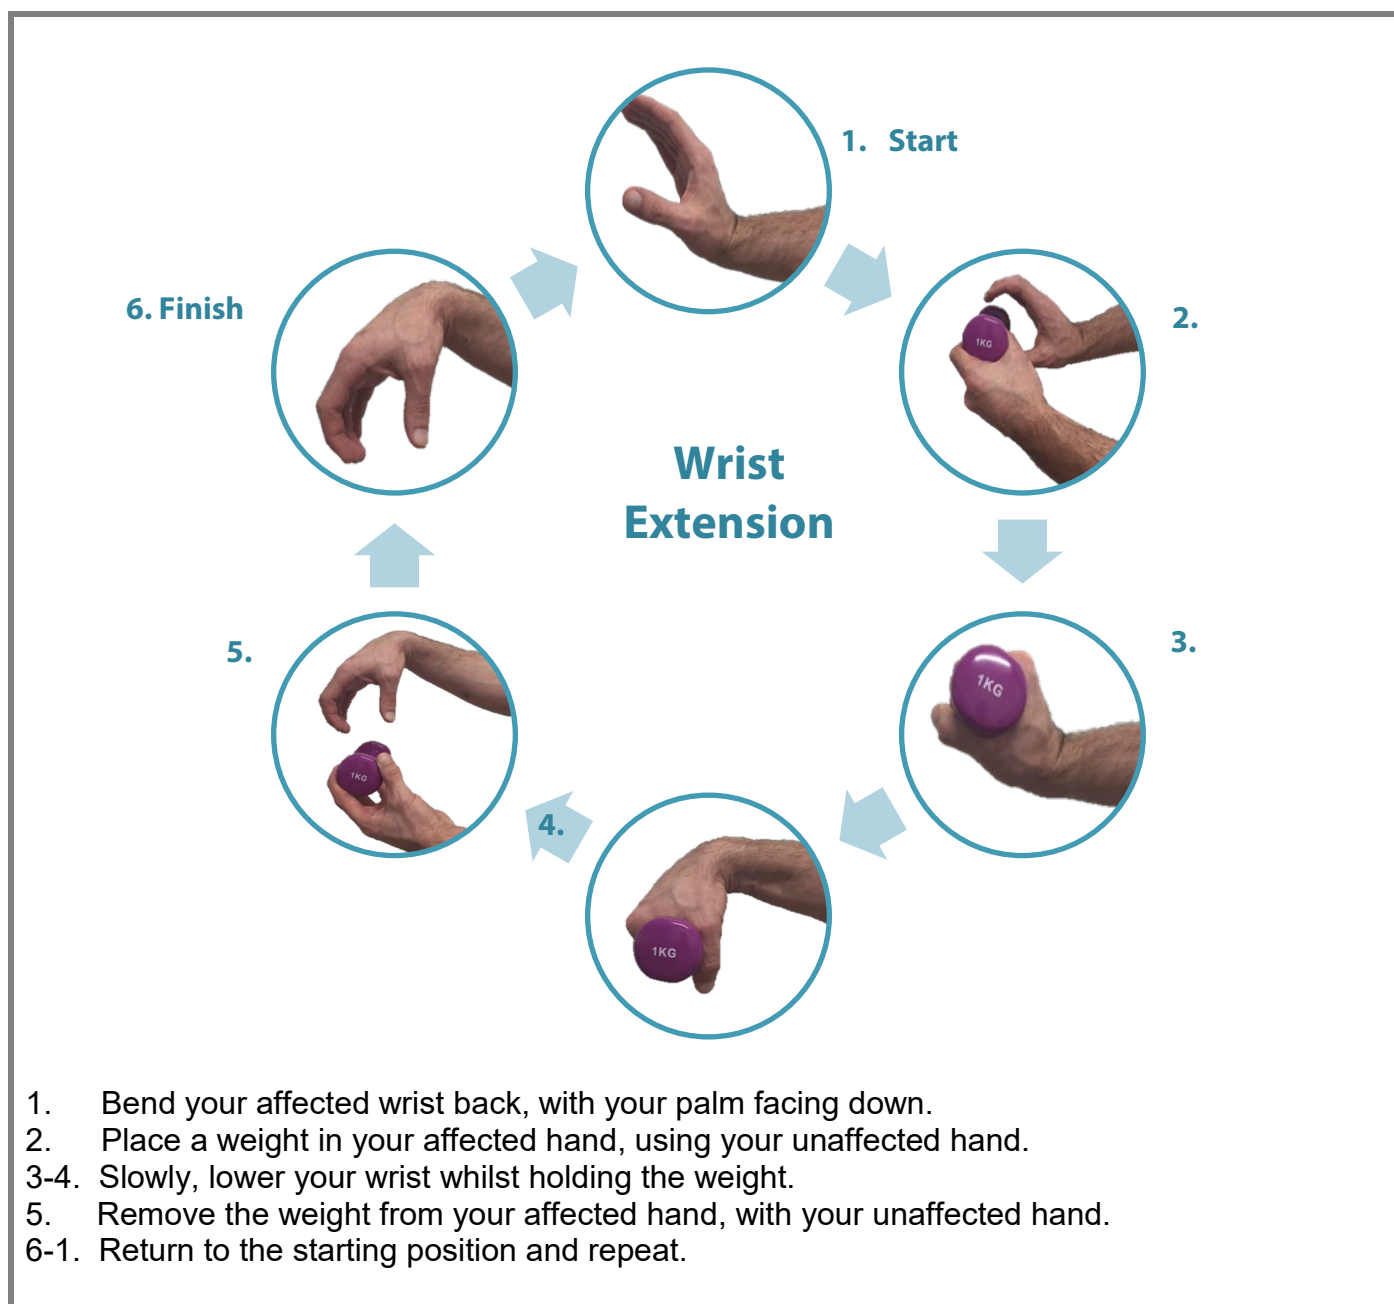 1. Start
2.
1KG
3.
1KG
4.
1KG
5.
1KG
6. Finish
Wrist
Extension
1. Bend your affected wrist back, with your palm facing down.
2. Place a weight in your affected hand, using your unaffected hand.
3-4. Slowly, lower your wrist whilst holding the weight.
5. Remove the weight from your affected hand, with your unaffected hand.
6-1. Return to the starting position and repeat.